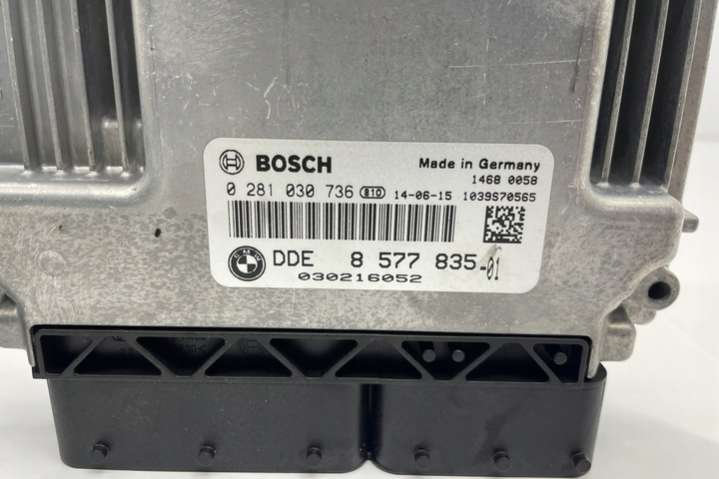 BOSCH Made in Germany
1468 0058
0 281 030 736 B10 14-06-15 1039S70565
DDE 8 577 835-01
030216052